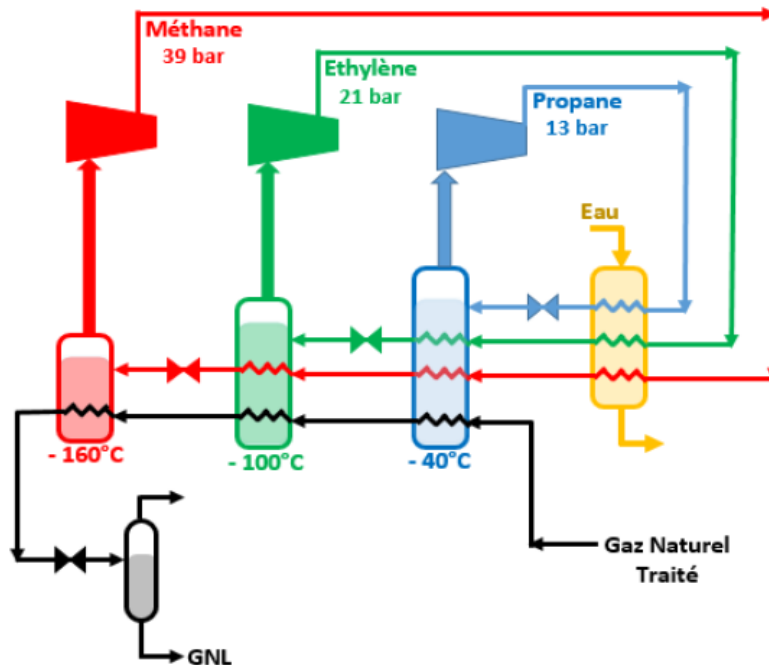 Méthane
39 bar
Ethylène
21 bar
Propane
13 bar
Eau
- 160°C
- 100°C
- 40°C
Gaz Naturel
Traité
GNL